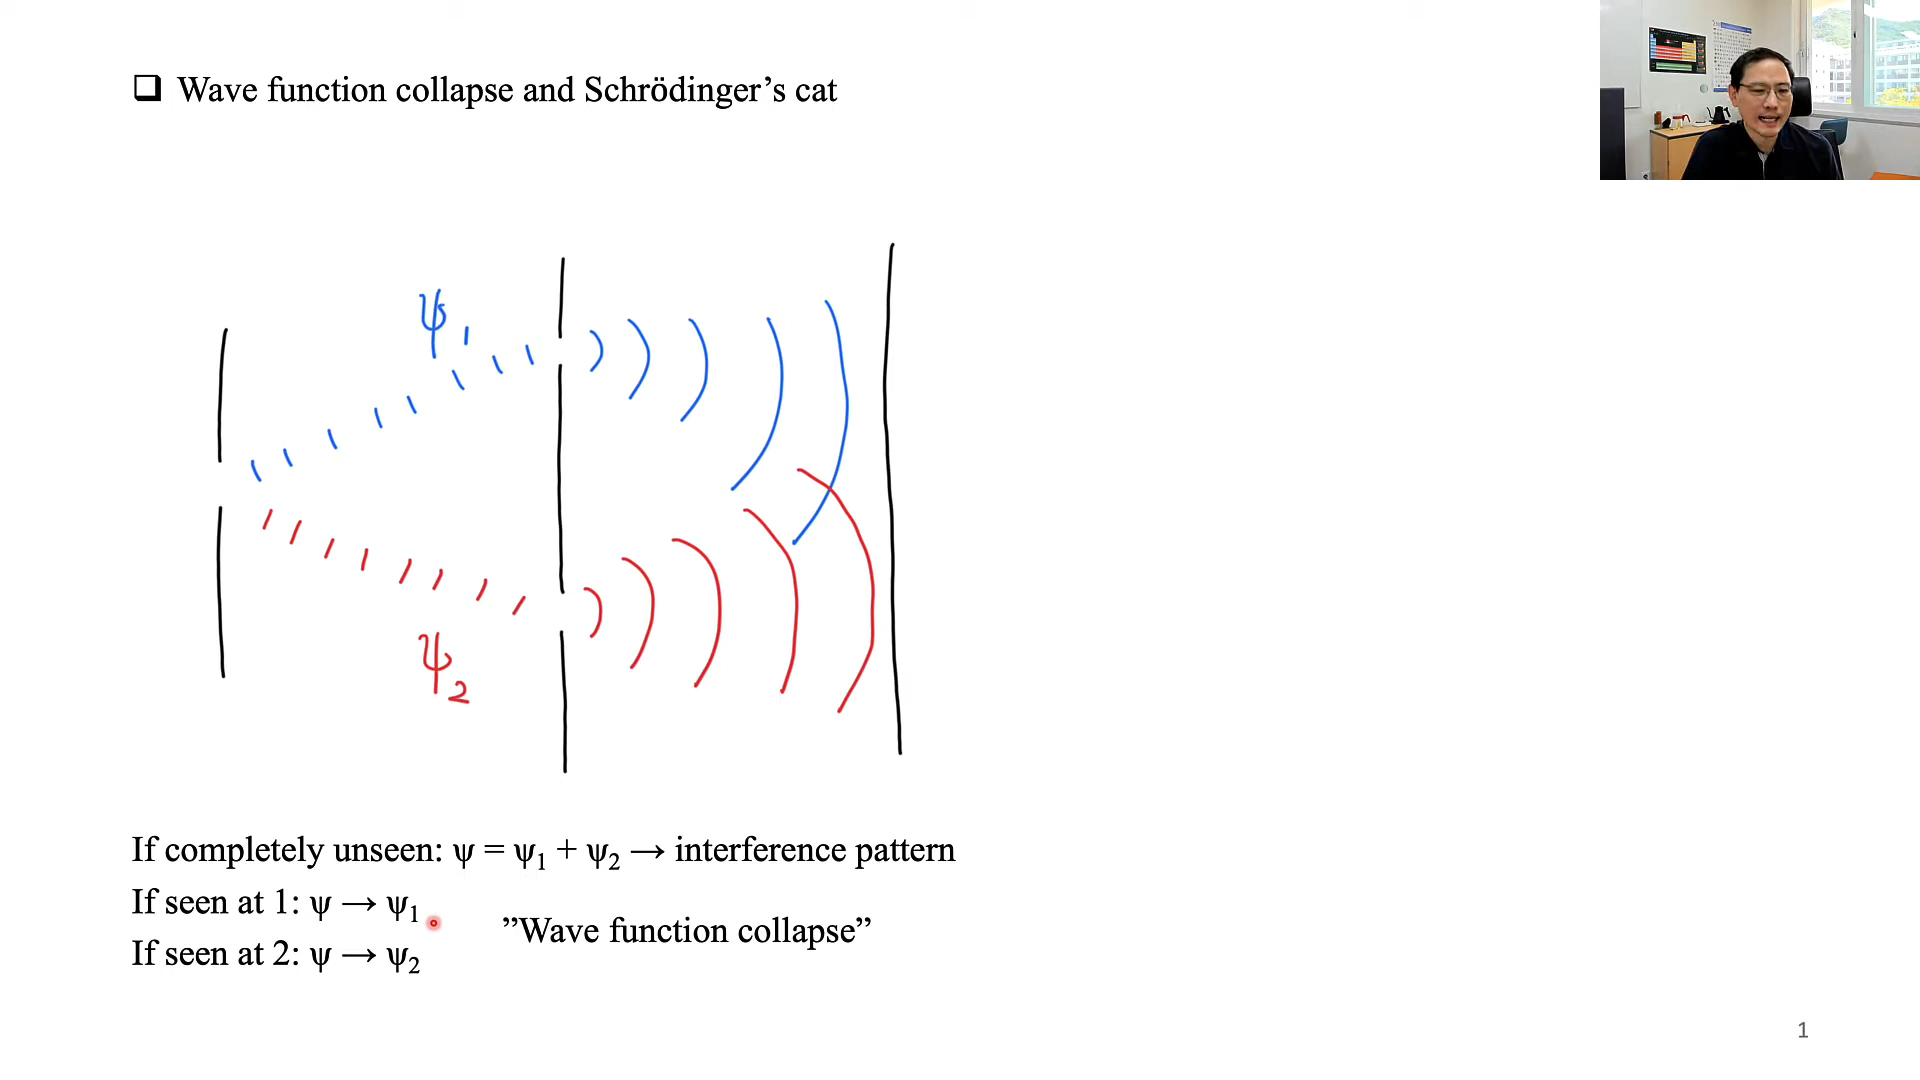 ❑ Wave function collapse and Schrödinger’s cat
ψ₁
ψ₂
If completely unseen: ψ = ψ₁ + ψ₂ → interference pattern
If seen at 1: ψ → ψ₁
”Wave function collapse”
If seen at 2: ψ → ψ₂
1